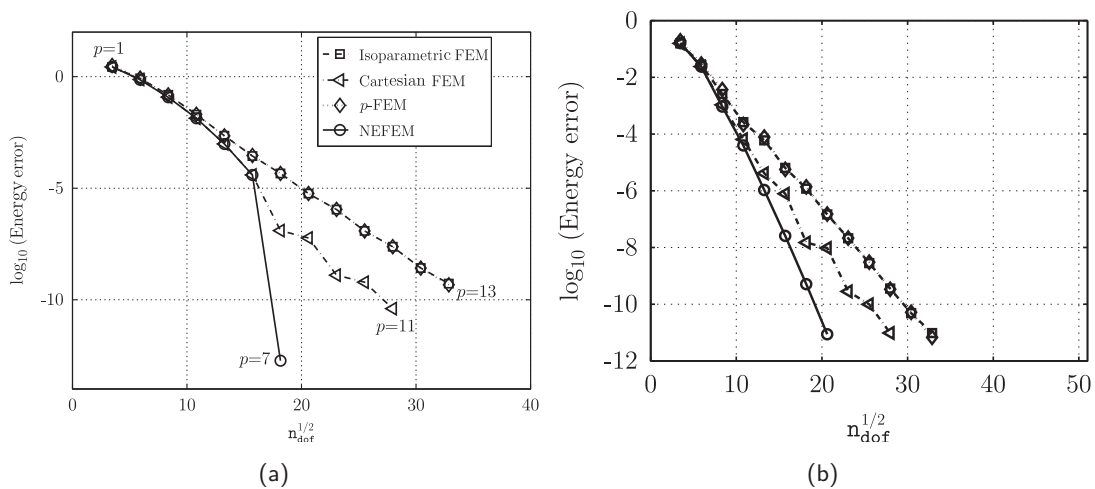 p=1
Isoparametric FEM
Cartesian FEM
p-FEM
NEFEM
0
-5
-10
log₁₀ (Energy error)
p=13
p=11
p=7
0 10 20 30 40
n_dof^{1/2}
(a)
0
-2
-4
-6
-8
-10
-12
log₁₀ (Energy error)
0 10 20 30 40 50
n_dof^{1/2}
(b)